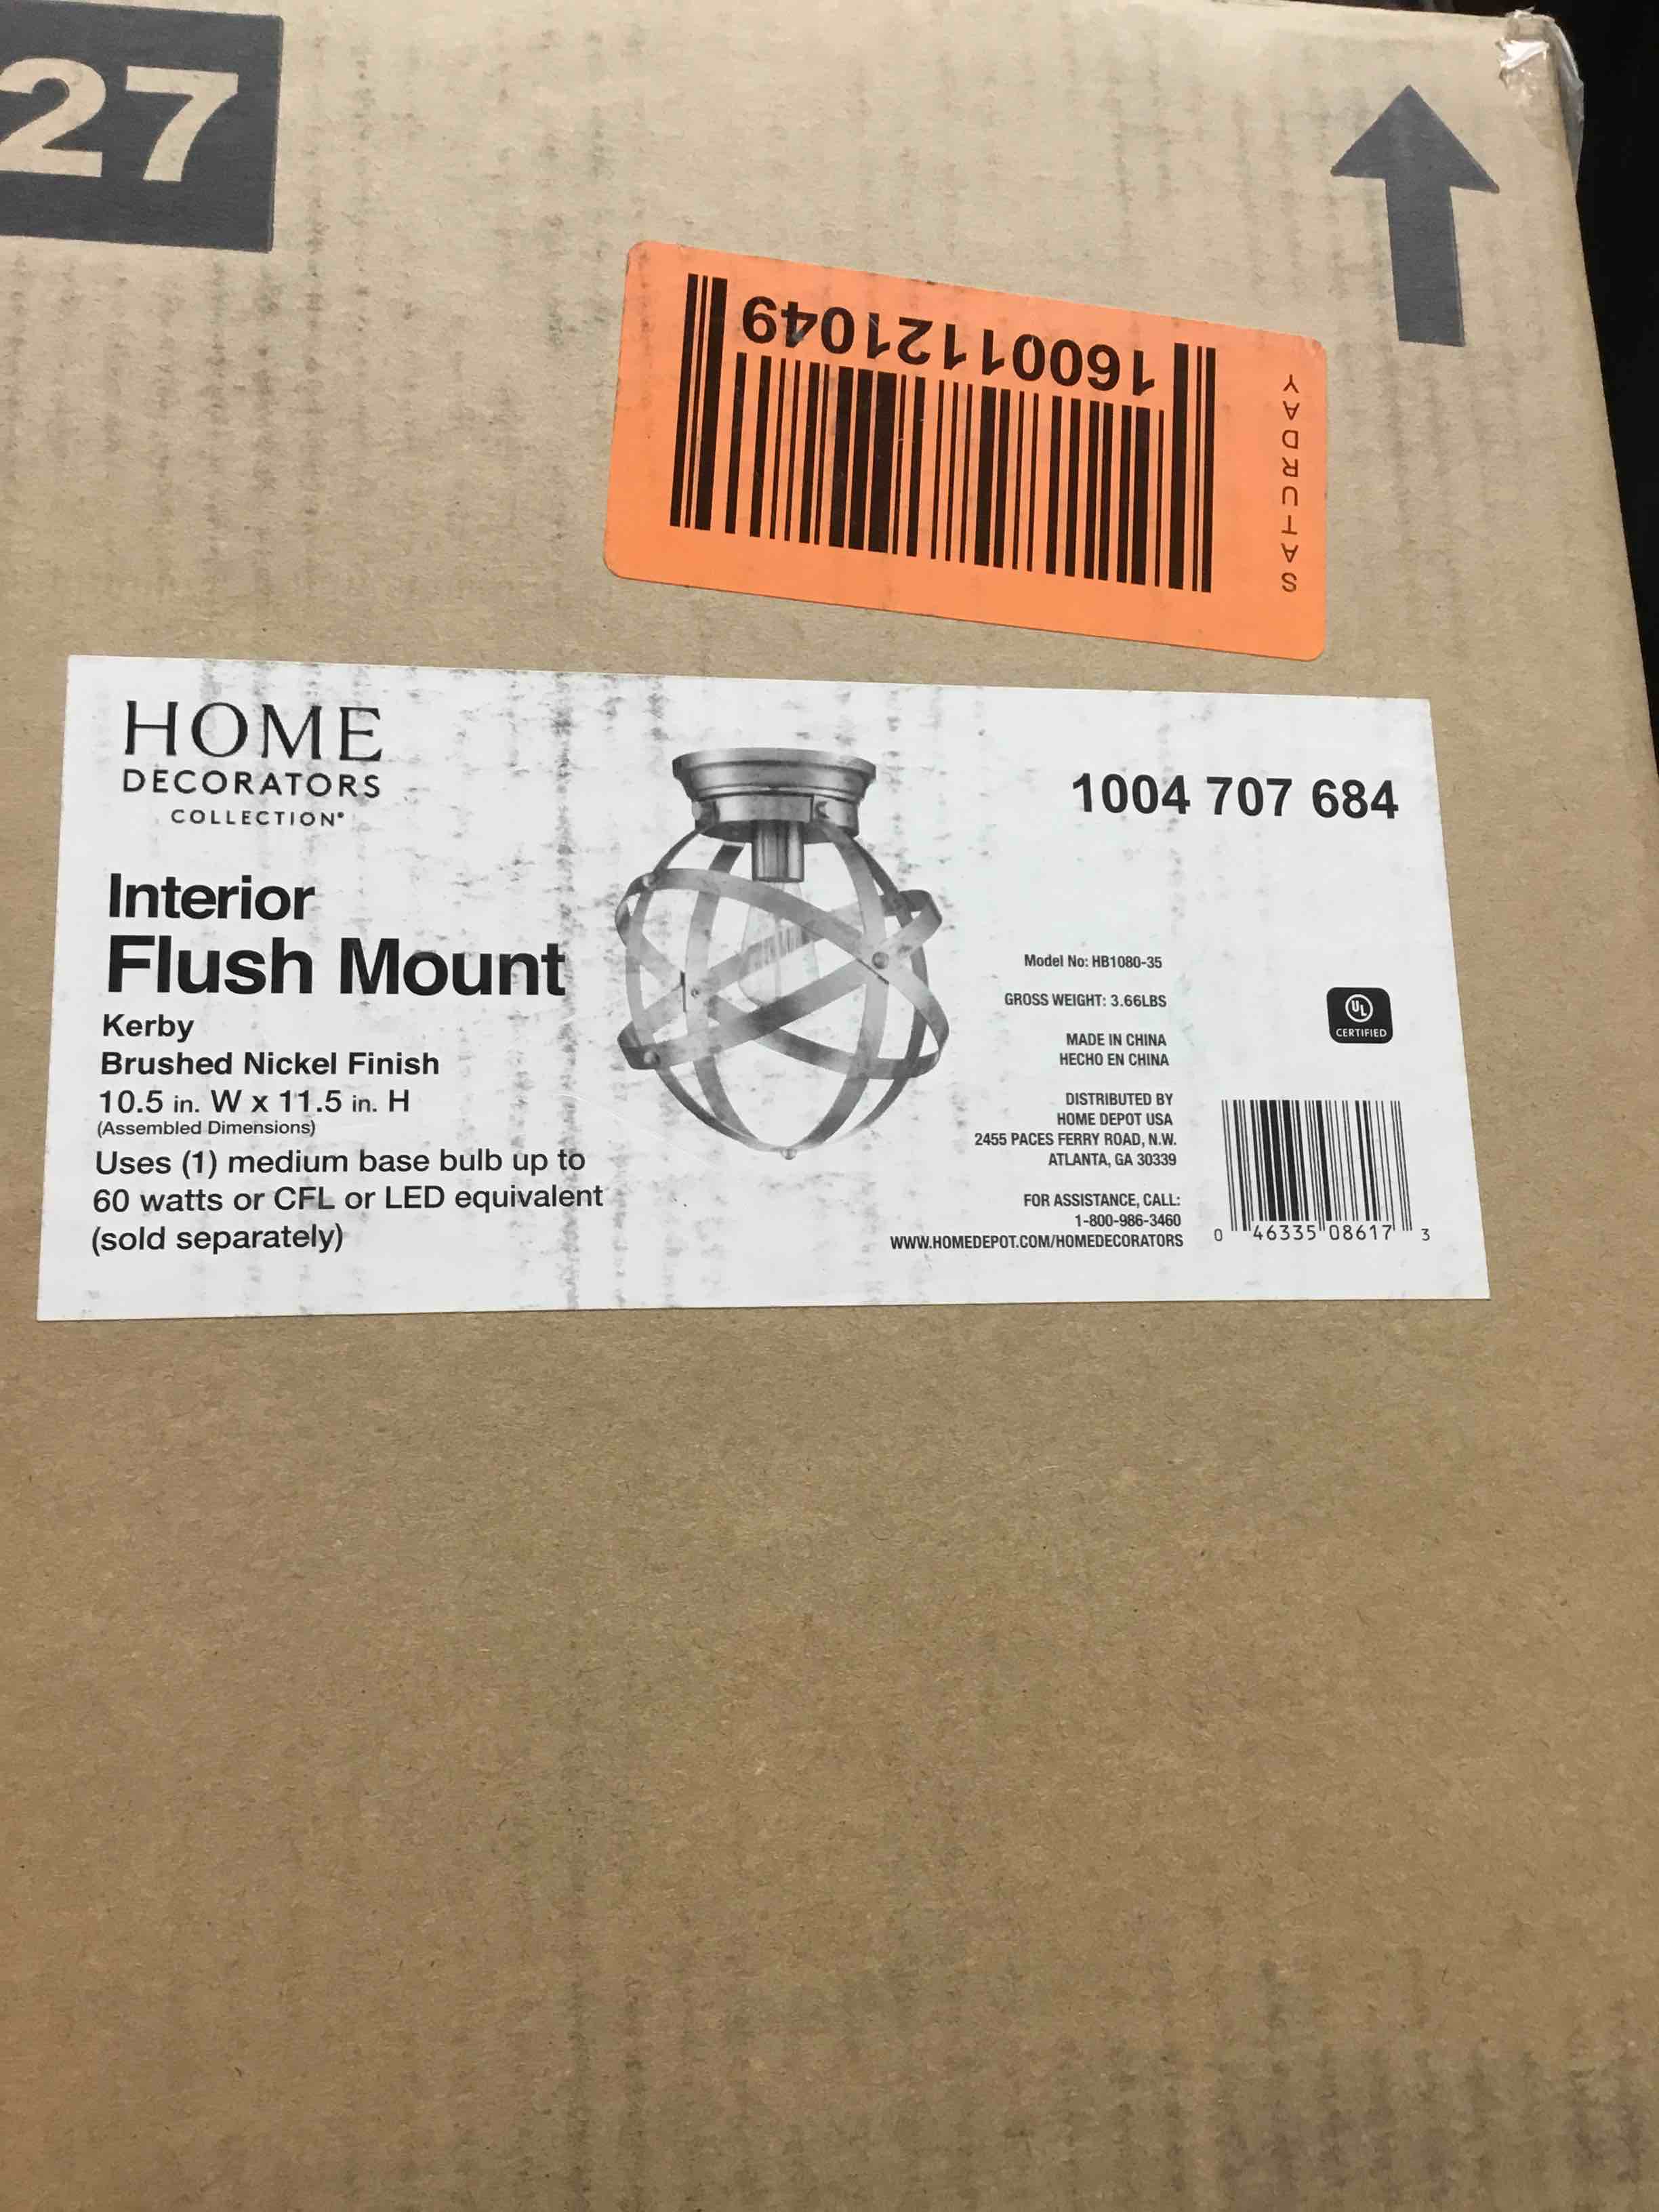 27
16001121049
SATURDAY
HOME
DECORATORS
COLLECTION®
Interior
Flush Mount
Kerby
Brushed Nickel Finish
10.5 in. W x 11.5 in. H
(Assembled Dimensions)
Uses (1) medium base bulb up to
60 watts or CFL or LED equivalent
(sold separately)
1004 707 684
Model No: HB1080-35
GROSS WEIGHT: 3.66LBS
MADE IN CHINA
HECHO EN CHINA
DISTRIBUTED BY
HOME DEPOT USA
2455 PACES FERRY ROAD, N.W.
ATLANTA, GA 30339
FOR ASSISTANCE, CALL:
1-800-986-3460
WWW.HOMEDEPOT.COM/HOMEDECORATORS
UL
CERTIFIED
0 46335 08617 3